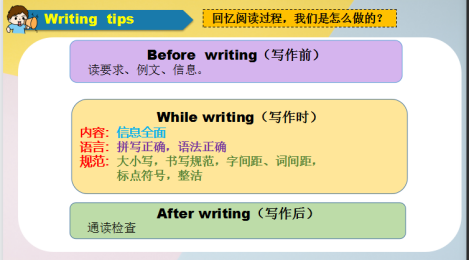 Writing tips
回忆阅读过程，我们是怎么做的？
Before writing（写作前）
读要求、例文、信息。
While writing（写作时）
内容：信息全面
语言：拼写正确，语法正确
规范：大小写，书写规范，字间距、词间距，
标点符号，整洁
After writing（写作后）
通读检查